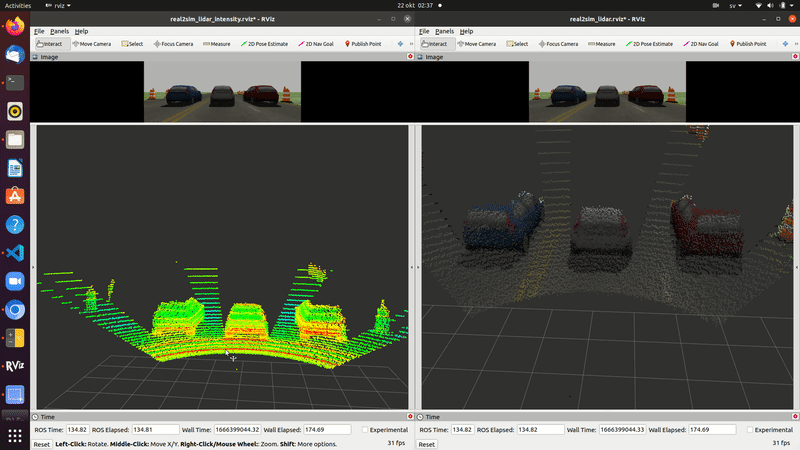 Activities
rviz
22 okt 02:37
sv
real2sim_lidar_intensity.rviz* - RViz
File Panels Help
Interact Move Camera Select Focus Camera Measure 2D Pose Estimate 2D Nav Goal Publish Point
Image
Time
ROS Time: 134.82 ROS Elapsed: 134.81 Wall Time: 1666399044.32 Wall Elapsed: 174.69 Experimental
Reset Left-Click: Rotate. Middle-Click: Move X/Y. Right-Click/Mouse Wheel: Zoom. Shift: More options. 31 fps
real2sim_lidar.rviz* - RViz
File Panels Help
Interact Move Camera Select Focus Camera Measure 2D Pose Estimate 2D Nav Goal Publish Point
Image
Time
ROS Time: 134.82 ROS Elapsed: 134.82 Wall Time: 1666399044.33 Wall Elapsed: 174.69 Experimental
Reset 31 fps
RViz